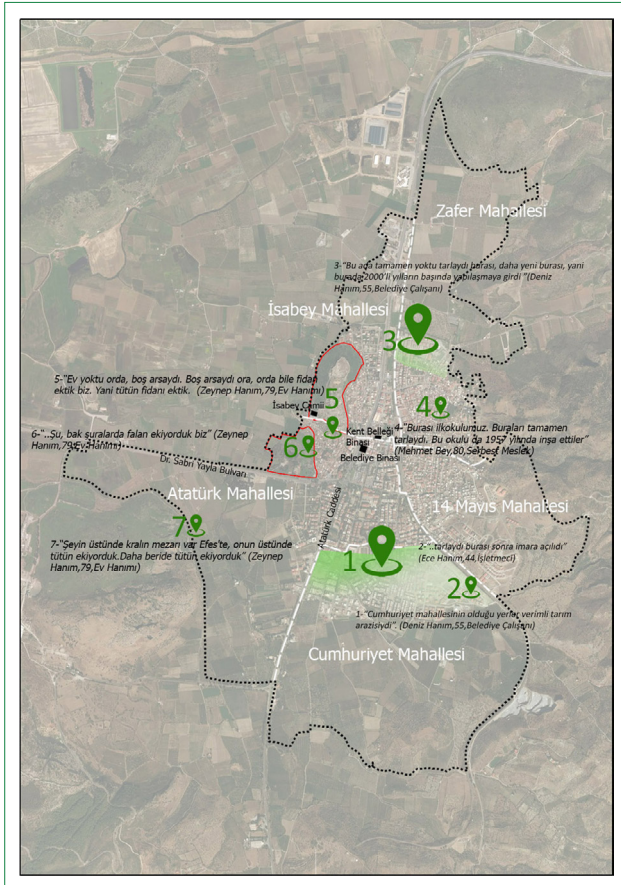 Zafer Mahallesi
3-“Bu ada tamamen yoktu tarlaydı burası, daha yeni burası, yani
burada 2000'li yılların başında yapılaşmaya girdi ”(Deniz
Hanım,55,Belediye Çalışanı)
İsabey Mahallesi
3
5-“Ev yoktu orda, boş arsaydı. Boş arsaydı ora, orda bile fidan
ektik biz. Yani tütün fidanı ektik. (Zeynep Hanım,79,Ev Hanımı)
5
İsabey Camii
4
6-“..Şu, bak şuralarda falan ekiyorduk biz” (Zeynep
Hanım,79,Ev Hanımı)
6
Kent Belleği
Binası
Belediye Binası
4-“Burası ilkokulumuz. Buraları tamamen
tarlaydı. Bu okulu da 1957 yılında inşa ettiler”
(Mehmet Bey,80,Serbest Meslek)
Dr. Sabri Yayla Bulvarı
Atatürk Mahallesi
14 Mayıs Mahallesi
Atatürk Caddesi
7
7-“Şeyin üstünde kralın mezarı var Efes'te, onun üstünde
tütün ekiyorduk.Daha beride tütün ekiyorduk” (Zeynep
Hanım,79,Ev Hanımı)
1
2-“..tarlaydı burası sonra imara açılıdı”
(Ece Hanım,44,İşletmeci)
2
1-“Cumhuriyet mahallesinin olduğu yerler verimli tarım
arazisiydi”. (Deniz Hanım,55,Belediye Çalışanı)
Cumhuriyet Mahallesi